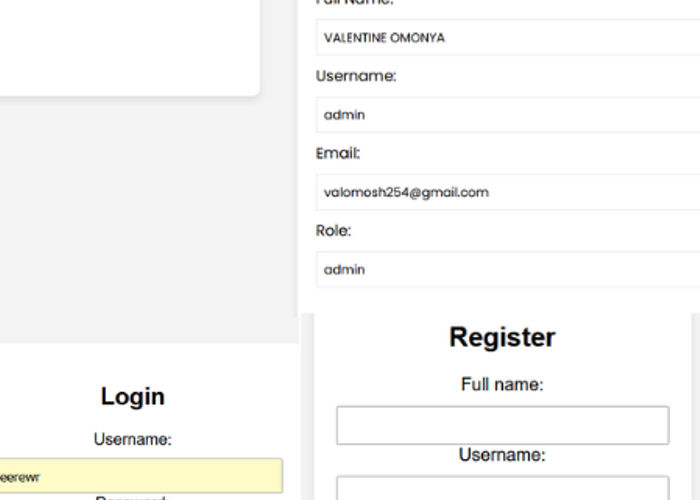 Full Name:
VALENTINE OMONYA
Username:
admin
Email:
valomosh254@gmail.com
Role:
admin
Login
Username:
eerewr
Register
Full name:
Username: